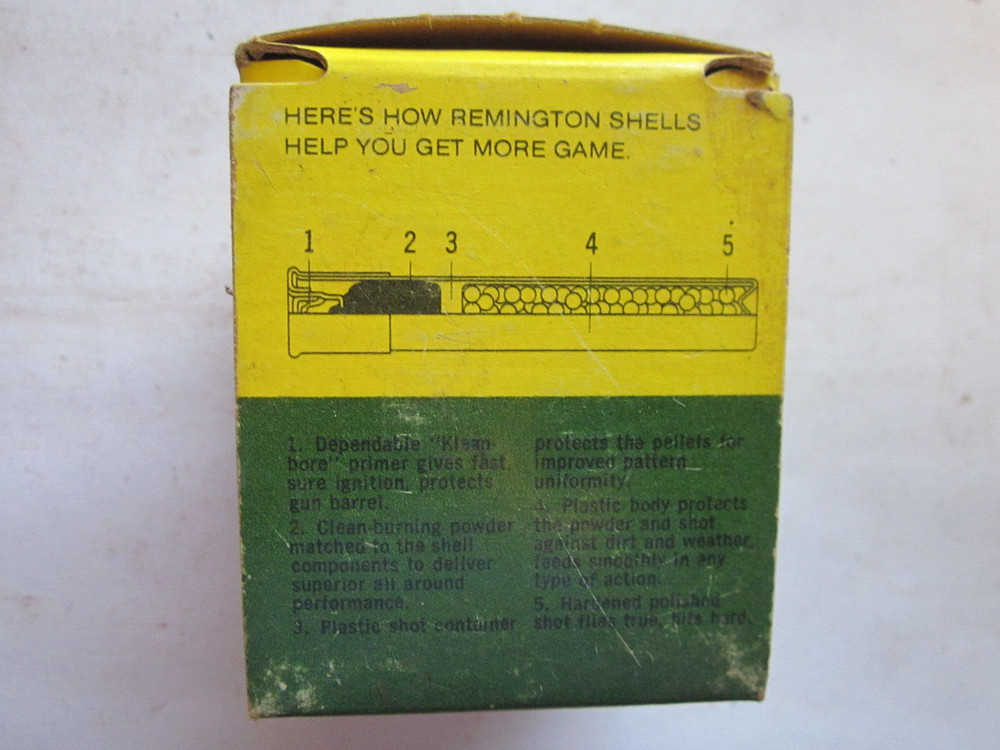 HERE'S HOW REMINGTON SHELLS
HELP YOU GET MORE GAME.
1 2 3 4 5
1. Dependable "Klean-
bore" primer gives fast,
sure ignition, protects
gun barrel.
2. Clean-burning powder
matched to the shell
components to deliver
superior all around
performance.
3. Plastic shot container
protects the pellets for
improved pattern
uniformity.
4. Plastic body protects
the powder and shot
against dirt and weather,
feeds smoothly in any
type of action.
5. Hardened polished
shot flies true, hits hard.